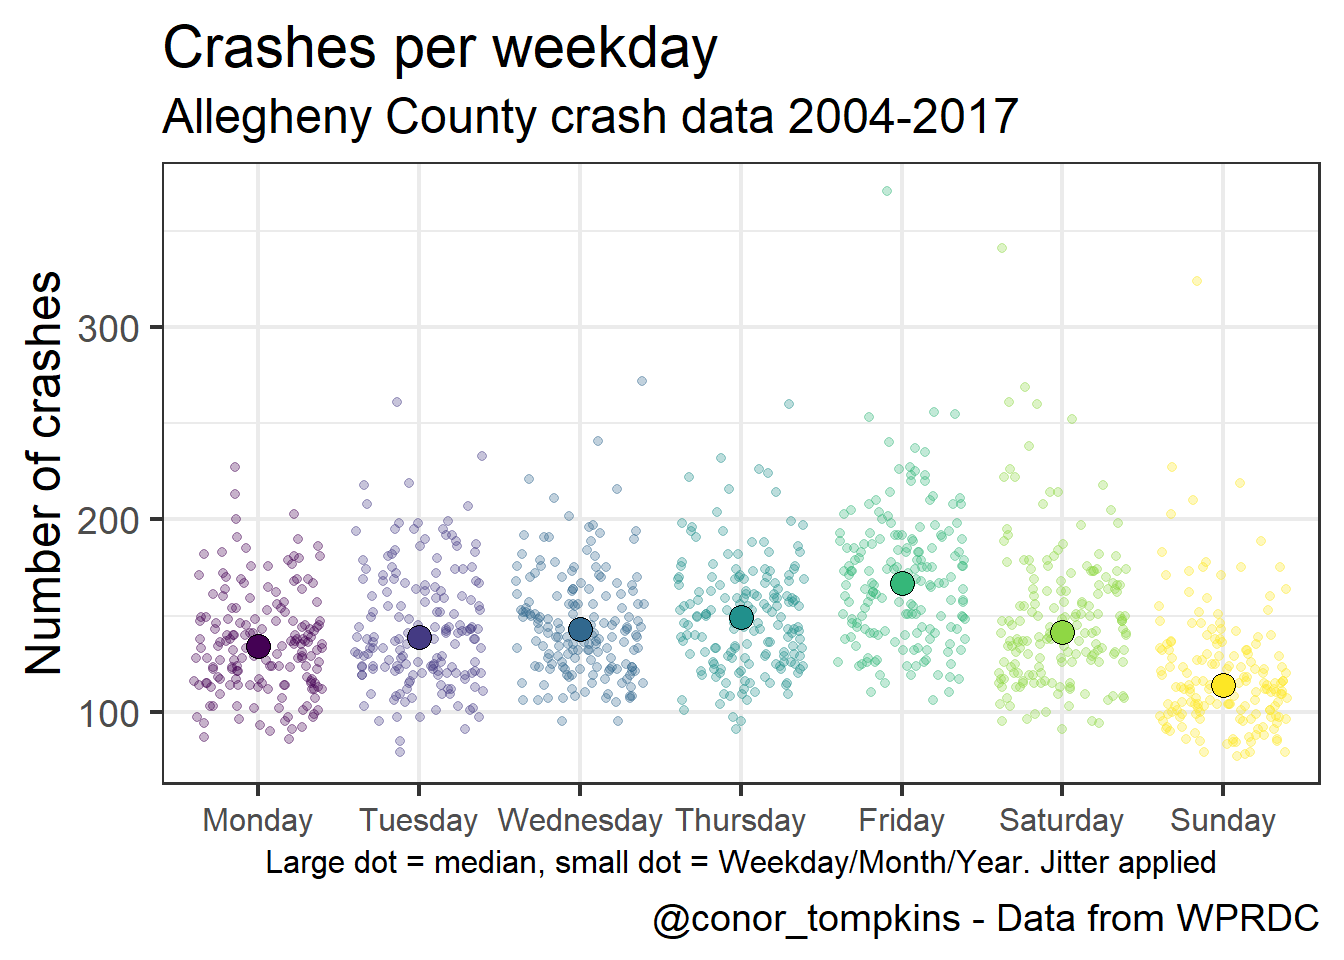 Crashes per weekday
Allegheny County crash data 2004-2017
Number of crashes
300
200
100
Monday Tuesday Wednesday Thursday Friday Saturday Sunday
Large dot = median, small dot = Weekday/Month/Year. Jitter applied
@conor_tompkins - Data from WPRDC